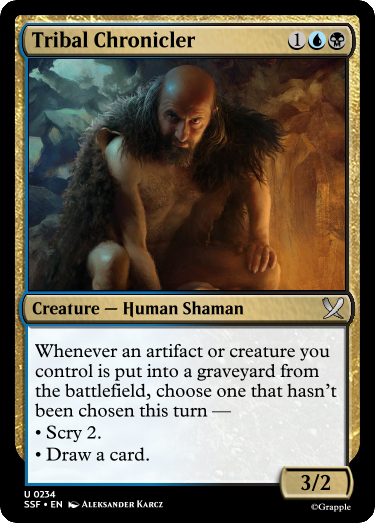 Tribal Chronicler 1
Creature — Human Shaman
Whenever an artifact or creature you
control is put into a graveyard from
the battlefield, choose one that hasn't
been chosen this turn —
• Scry 2.
• Draw a card.
3/2
U 0234
SSF • EN Aleksander Karcz
©Grapple